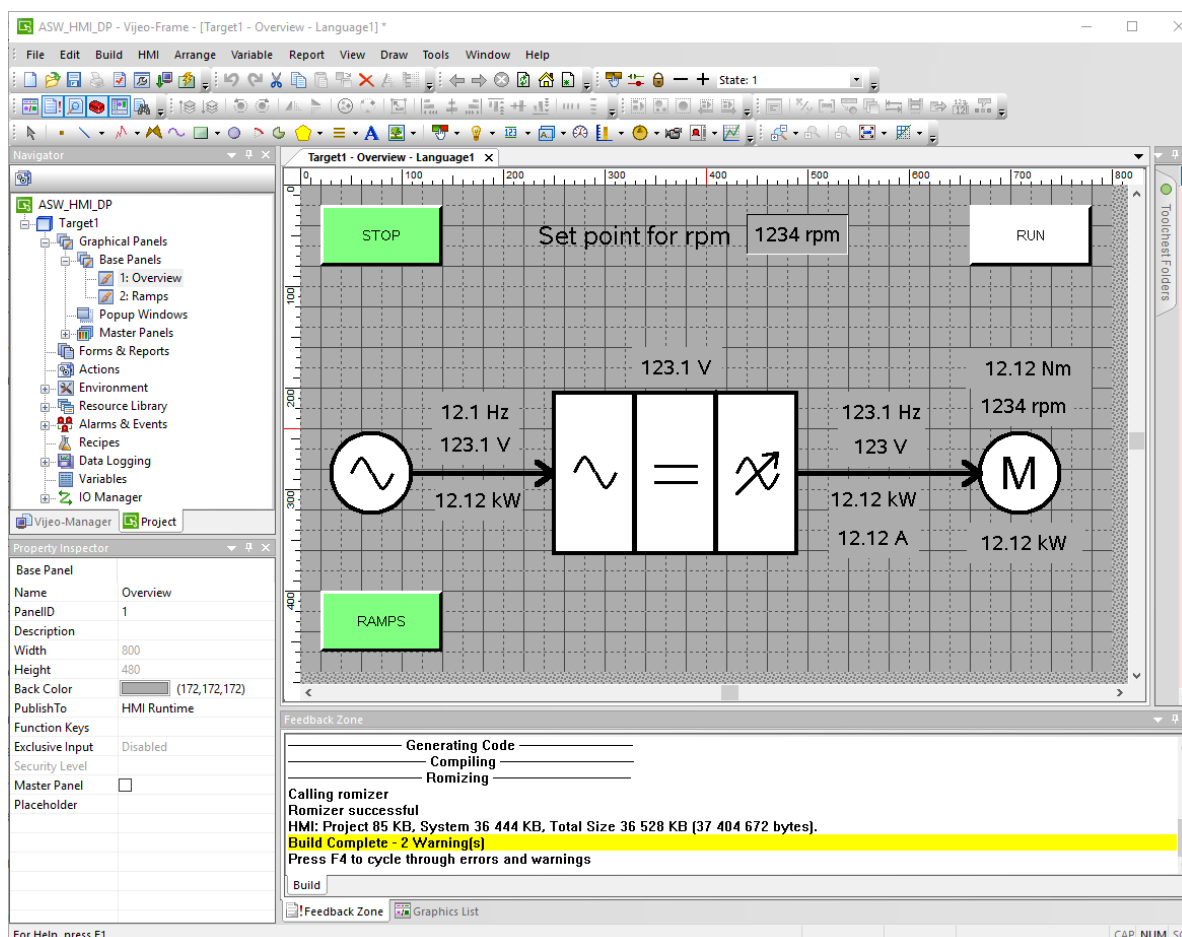 ASW_HMI_DP - Vijeo-Frame - [Target1 - Overview - Language1] *
File Edit Build HMI Arrange Variable Report View Draw Tools Window Help
State: 1
Navigator
ASW_HMI_DP
Target1
Graphical Panels
Base Panels
1: Overview
2: Ramps
Popup Windows
Master Panels
Forms & Reports
Actions
Environment
Resource Library
Alarms & Events
Recipes
Data Logging
Variables
IO Manager
Vijeo-Manager Project
Property Inspector
Base Panel
Name Overview
PanelID 1
Description
Width 800
Height 480
Back Color (172,172,172)
PublishTo HMI Runtime
Function Keys
Exclusive Input Disabled
Security Level
Master Panel
Placeholder
Target1 - Overview - Language1
0 100 200 300 400 500 600 700 800
0
100
200
300
400
STOP Set point for rpm 1234 rpm RUN
123.1 V 12.12 Nm
12.1 Hz 123.1 Hz 1234 rpm
123.1 V 123 V
M
12.12 kW 12.12 kW
12.12 A 12.12 kW
RAMPS
Toolchest Folders
Feedback Zone
Generating Code
Compiling
Romizing
Calling romizer
Romizer successful
HMI: Project 85 KB, System 36 444 KB, Total Size 36 528 KB (37 404 672 bytes).
Build Complete - 2 Warning(s)
Press F4 to cycle through errors and warnings
Build
Feedback Zone Graphics List
For Help, press F1
CAP NUM